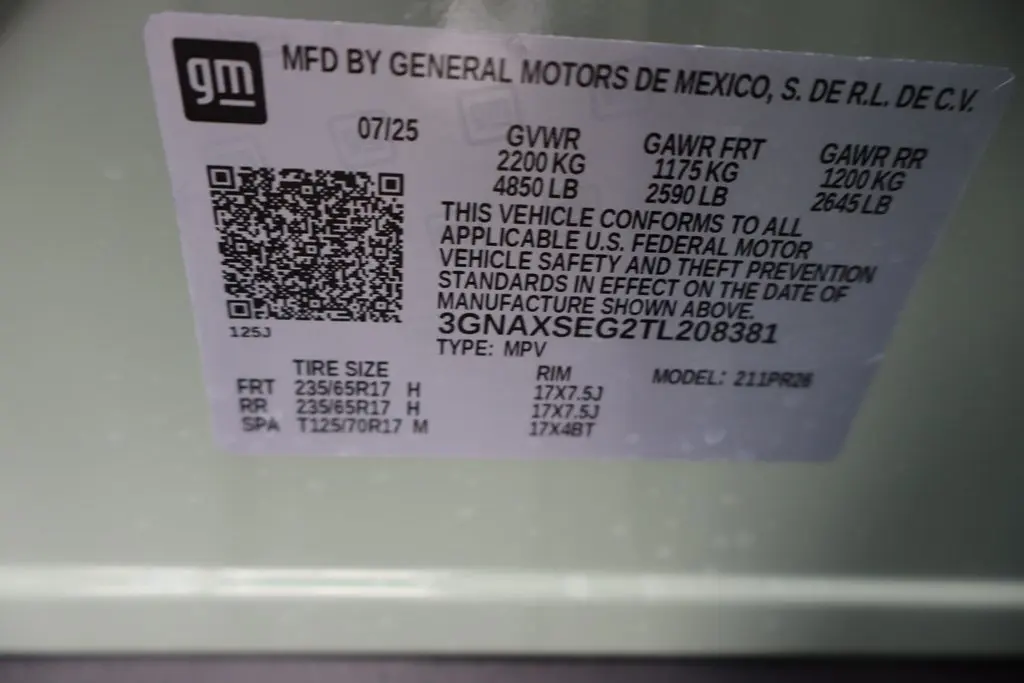 gm
MFD BY GENERAL MOTORS DE MEXICO, S. DE R.L. DE C.V.
07/25 GVWR GAWR FRT GAWR RR
2200 KG 1175 KG 1200 KG
4850 LB 2590 LB 2645 LB
THIS VEHICLE CONFORMS TO ALL
APPLICABLE U.S. FEDERAL MOTOR
VEHICLE SAFETY AND THEFT PREVENTION
STANDARDS IN EFFECT ON THE DATE OF
MANUFACTURE SHOWN ABOVE.
3GNAXSEG2TL208381
125J
TYPE: MPV
TIRE SIZE RIM MODEL: 211PR26
FRT 235/65R17 H 17X7.5J
RR 235/65R17 H 17X7.5J
SPA T125/70R17 M 17X4BT